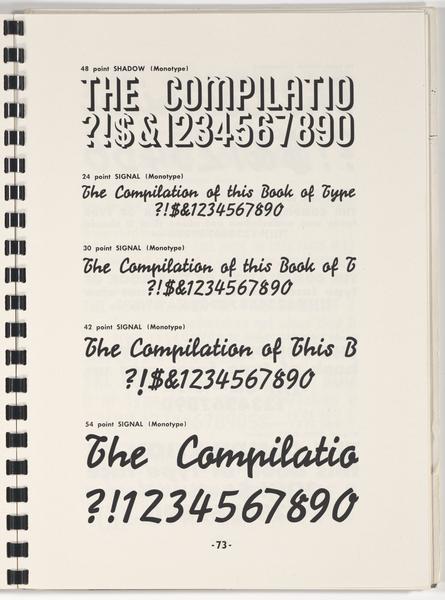 48 point SHADOW (Monotype)
THE COMPILATIO
?!$&1234567890
24 point SIGNAL (Monotype)
The Compilation of this Book of Type
?!$&1234567890
30 point SIGNAL (Monotype)
The Compilation of this Book of T
?!$&1234567890
42 point SIGNAL (Monotype)
The Compilation of This B
?!$&1234567890
54 point SIGNAL (Monotype)
The Compilatio
?!1234567890
-73-